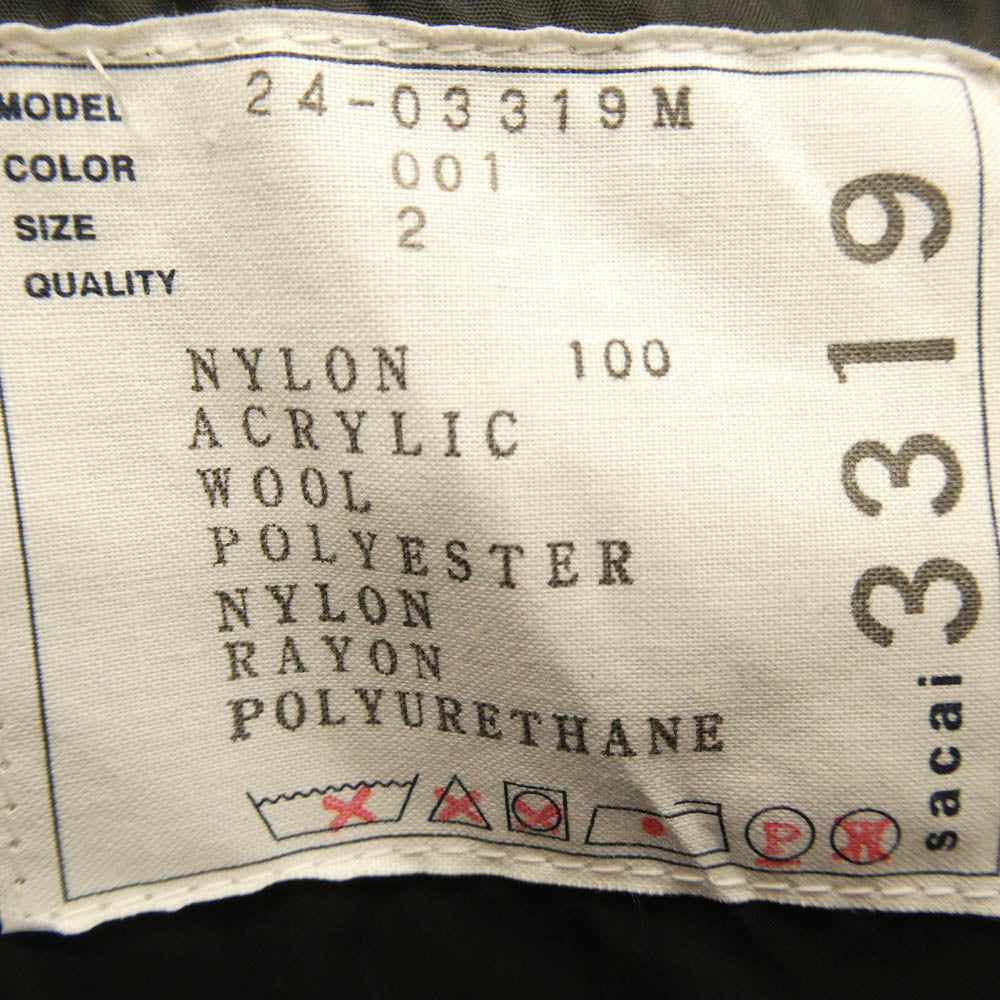 MODEL 24-03319M
COLOR 001
SIZE 2
QUALITY
NYLON 100
ACRYLIC
WOOL
POLYESTER
NYLON
RAYON
POLYURETHANE
P W
sacai 3319